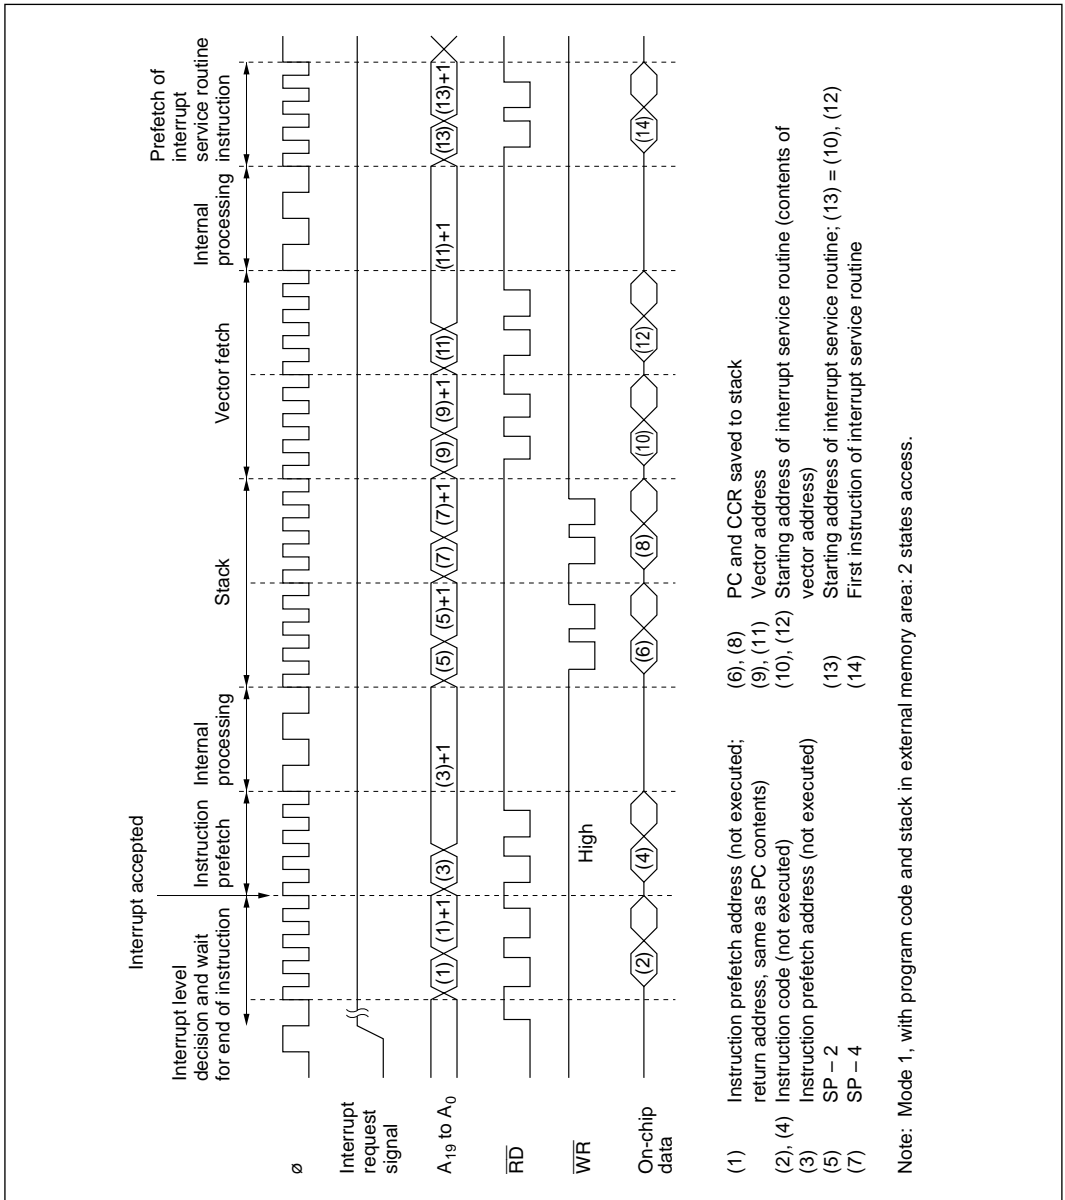 Interrupt accepted
Interrupt level
decision and wait
for end of instruction
Instruction
prefetch
Internal
processing
Stack
Vector fetch
Internal
processing
Prefetch of
interrupt
service routine
instruction
ø
Interrupt
request
signal
A19 to A0
(1)
(1)+1
(3)
(3)+1
(5)
(5)+1
(7)
(7)+1
(9)
(9)+1
(11)
(11)+1
(13)
(13)+1
RD
WR
High
On-chip
data
(2)
(4)
(6)
(8)
(10)
(12)
(14)
(1) Instruction prefetch address (not executed;
return address, same as PC contents)
(2), (4) Instruction code (not executed)
(3) Instruction prefetch address (not executed)
(5) SP – 2
(7) SP – 4
(6), (8) PC and CCR saved to stack
(9), (11) Vector address
(10), (12) Starting address of interrupt service routine (contents of
vector address)
(13) Starting address of interrupt service routine; (13) = (10), (12)
(14) First instruction of interrupt service routine
Note: Mode 1, with program code and stack in external memory area: 2 states access.